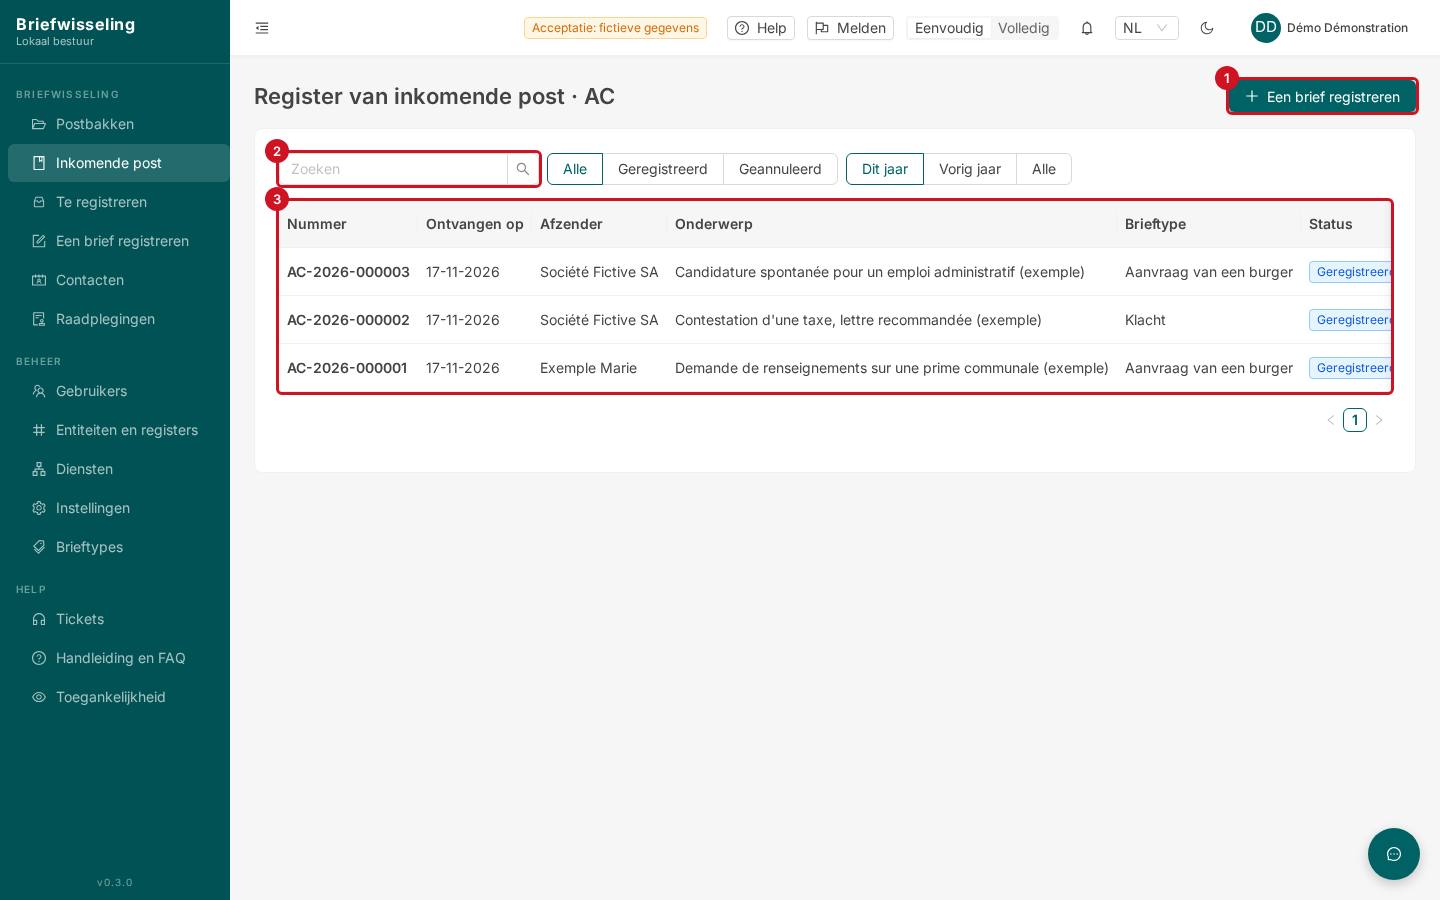 Briefwisseling
Lokaal bestuur
BRIEFWISSELING
Postbakken
Inkomende post
Te registreren
Een brief registreren
Contacten
Raadplegingen
BEHEER
Gebruikers
Entiteiten en registers
Diensten
Instellingen
Brieftypes
HELP
Tickets
Handleiding en FAQ
Toegankelijkheid
v0.3.0
Acceptatie: fictieve gegevens Help Melden Eenvoudig Volledig NL DD Démo Démonstration
Register van inkomende post · AC
1 Een brief registreren
2 Zoeken Alle Geregistreerd Geannuleerd Dit jaar Vorig jaar Alle
3
Nummer Ontvangen op Afzender Onderwerp Brieftype Status
AC-2026-000003 17-11-2026 Société Fictive SA Candidature spontanée pour un emploi administratif (exemple) Aanvraag van een burger Geregistreerd
AC-2026-000002 17-11-2026 Société Fictive SA Contestation d'une taxe, lettre recommandée (exemple) Klacht Geregistreerd
AC-2026-000001 17-11-2026 Exemple Marie Demande de renseignements sur une prime communale (exemple) Aanvraag van een burger Geregistreerd
1